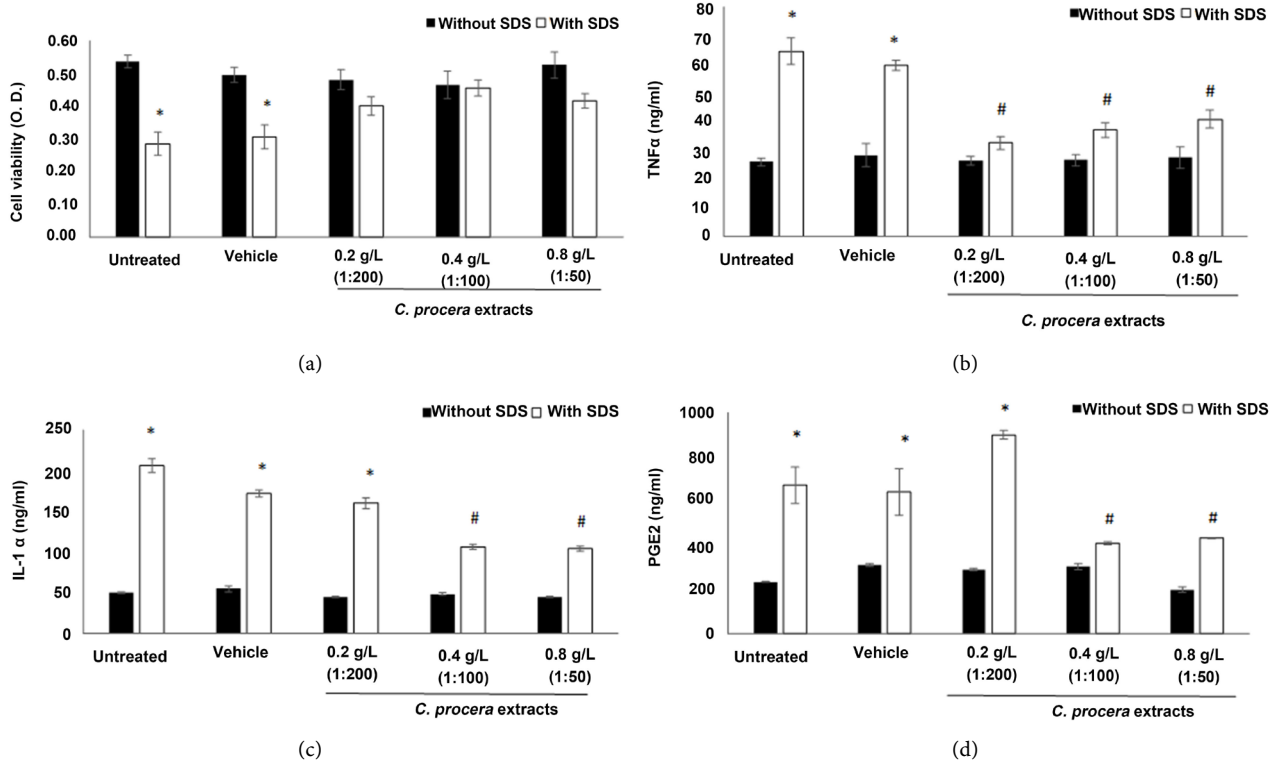 Without SDS With SDS
Cell viability (O. D.)
0.60
0.50
0.40
0.30
0.20
0.10
0.00
* *
Untreated Vehicle 0.2 g/L 0.4 g/L 0.8 g/L
(1:200) (1:100) (1:50)
C. procera extracts
(a)
Without SDS With SDS
TNFα (ng/ml)
80
70
60
50
40
30
20
10
0
* * # # #
Untreated Vehicle 0.2 g/L 0.4 g/L 0.8 g/L
(1:200) (1:100) (1:50)
C. procera extracts
(b)
Without SDS With SDS
IL-1 α (ng/ml)
250
200
150
100
50
0
* * * # #
Untreated Vehicle 0.2 g/L 0.4 g/L 0.8 g/L
(1:200) (1:100) (1:50)
C. procera extracts
(c)
Without SDS With SDS
PGE2 (ng/ml)
1000
800
600
400
200
0
* * * # #
Untreated Vehicle 0.2 g/L 0.4 g/L 0.8 g/L
(1:200) (1:100) (1:50)
C. procera extracts
(d)